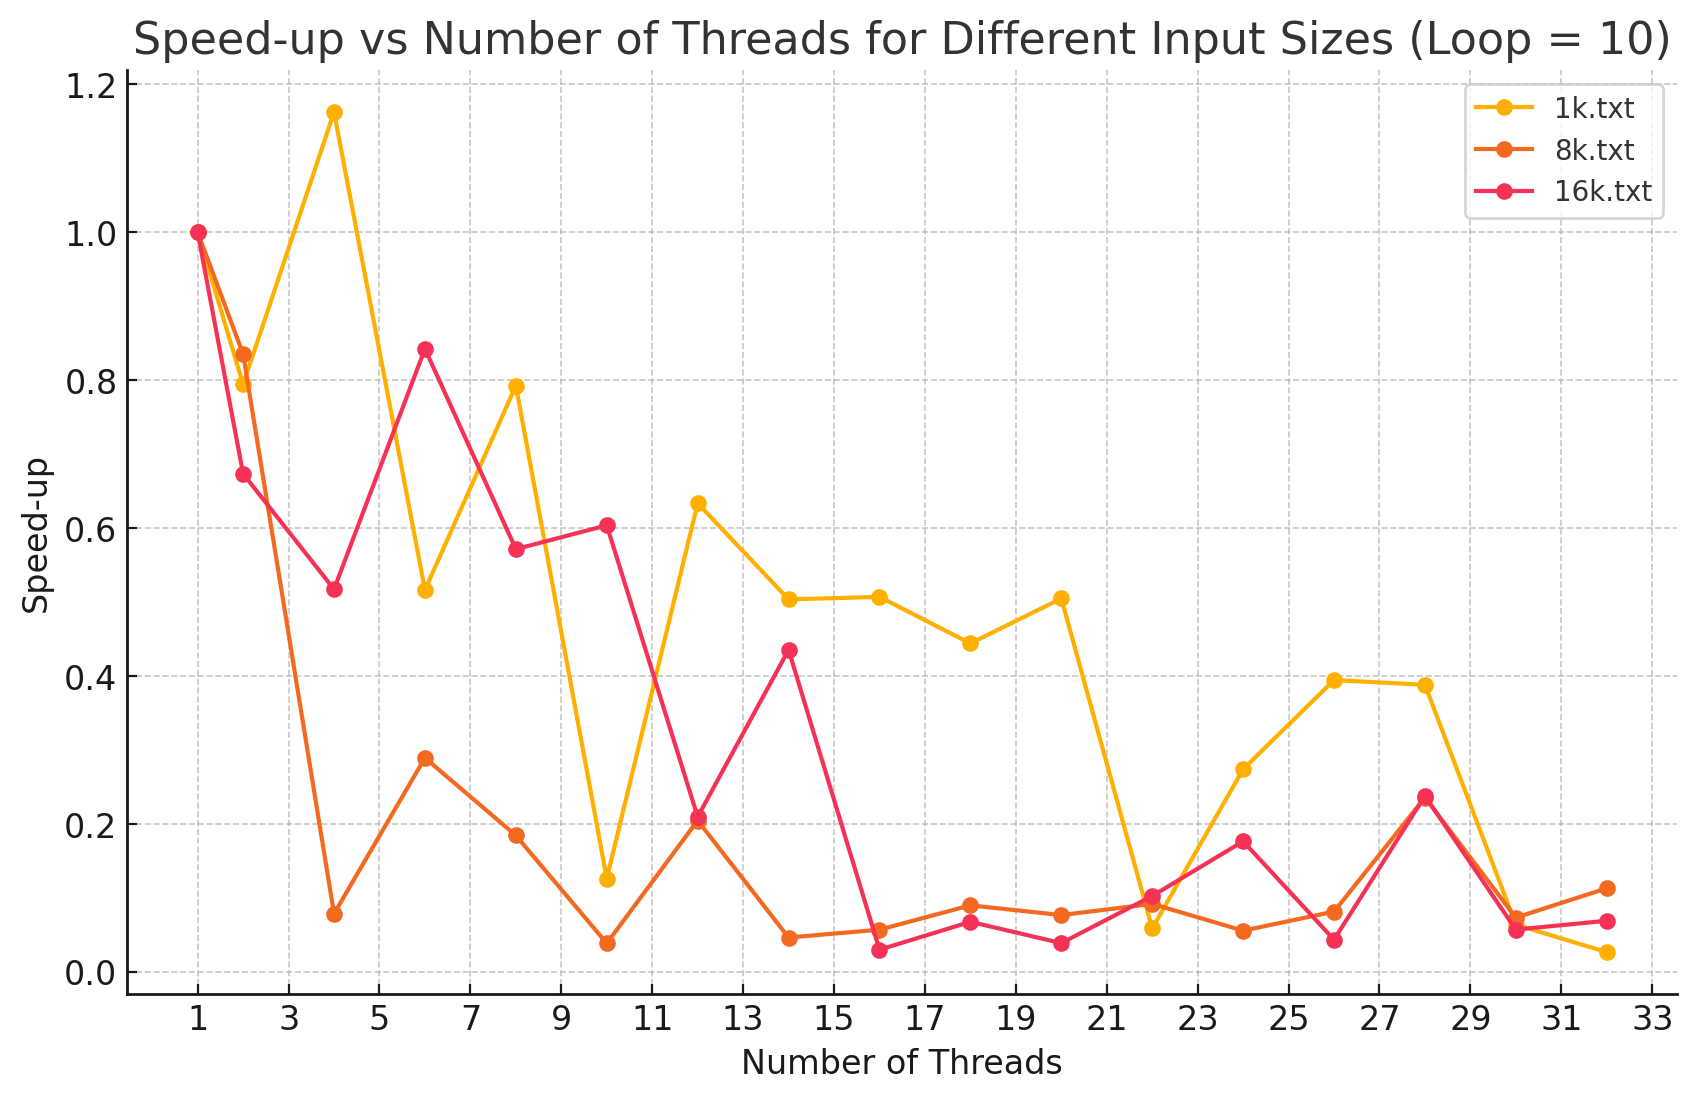 Speed-up vs Number of Threads for Different Input Sizes (Loop = 10)
1k.txt
8k.txt
16k.txt
Speed-up
1.2
1.0
0.8
0.6
0.4
0.2
0.0
1 3 5 7 9 11 13 15 17 19 21 23 25 27 29 31 33
Number of Threads